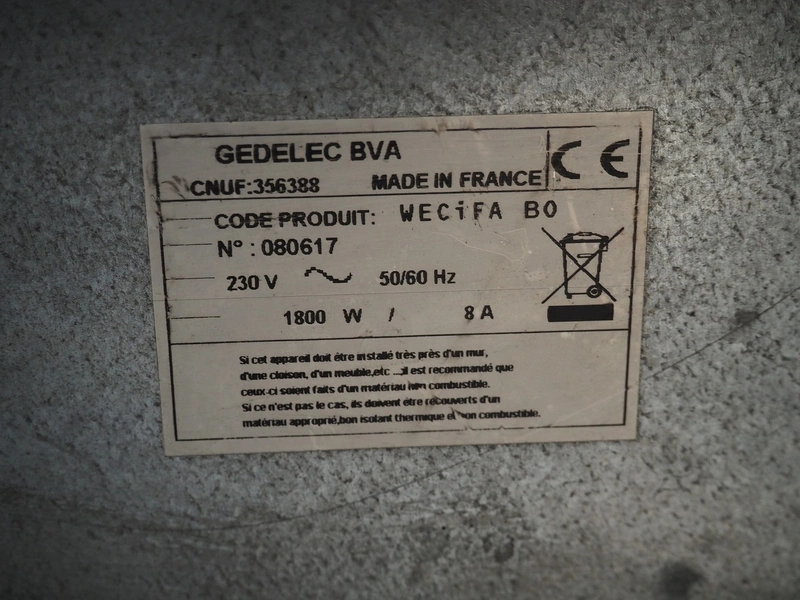 GEDELEC BVA
CE
CNUF:356388 MADE IN FRANCE
CODE PRODUIT: WECiFA BO
N° : 080617
230 V 50/60 Hz
1800 W / 8 A
Si cet appareil doit étre installé très près d'un mur,
d'une cloison, d'un meuble,etc ...,il est recommandé que
ceux-ci soient faits d'un matériau non combustible.
Si ce n'est pas le cas, ils doivent étre recouverts d'un
matériau approprié,bon isolant thermique et non combustible.